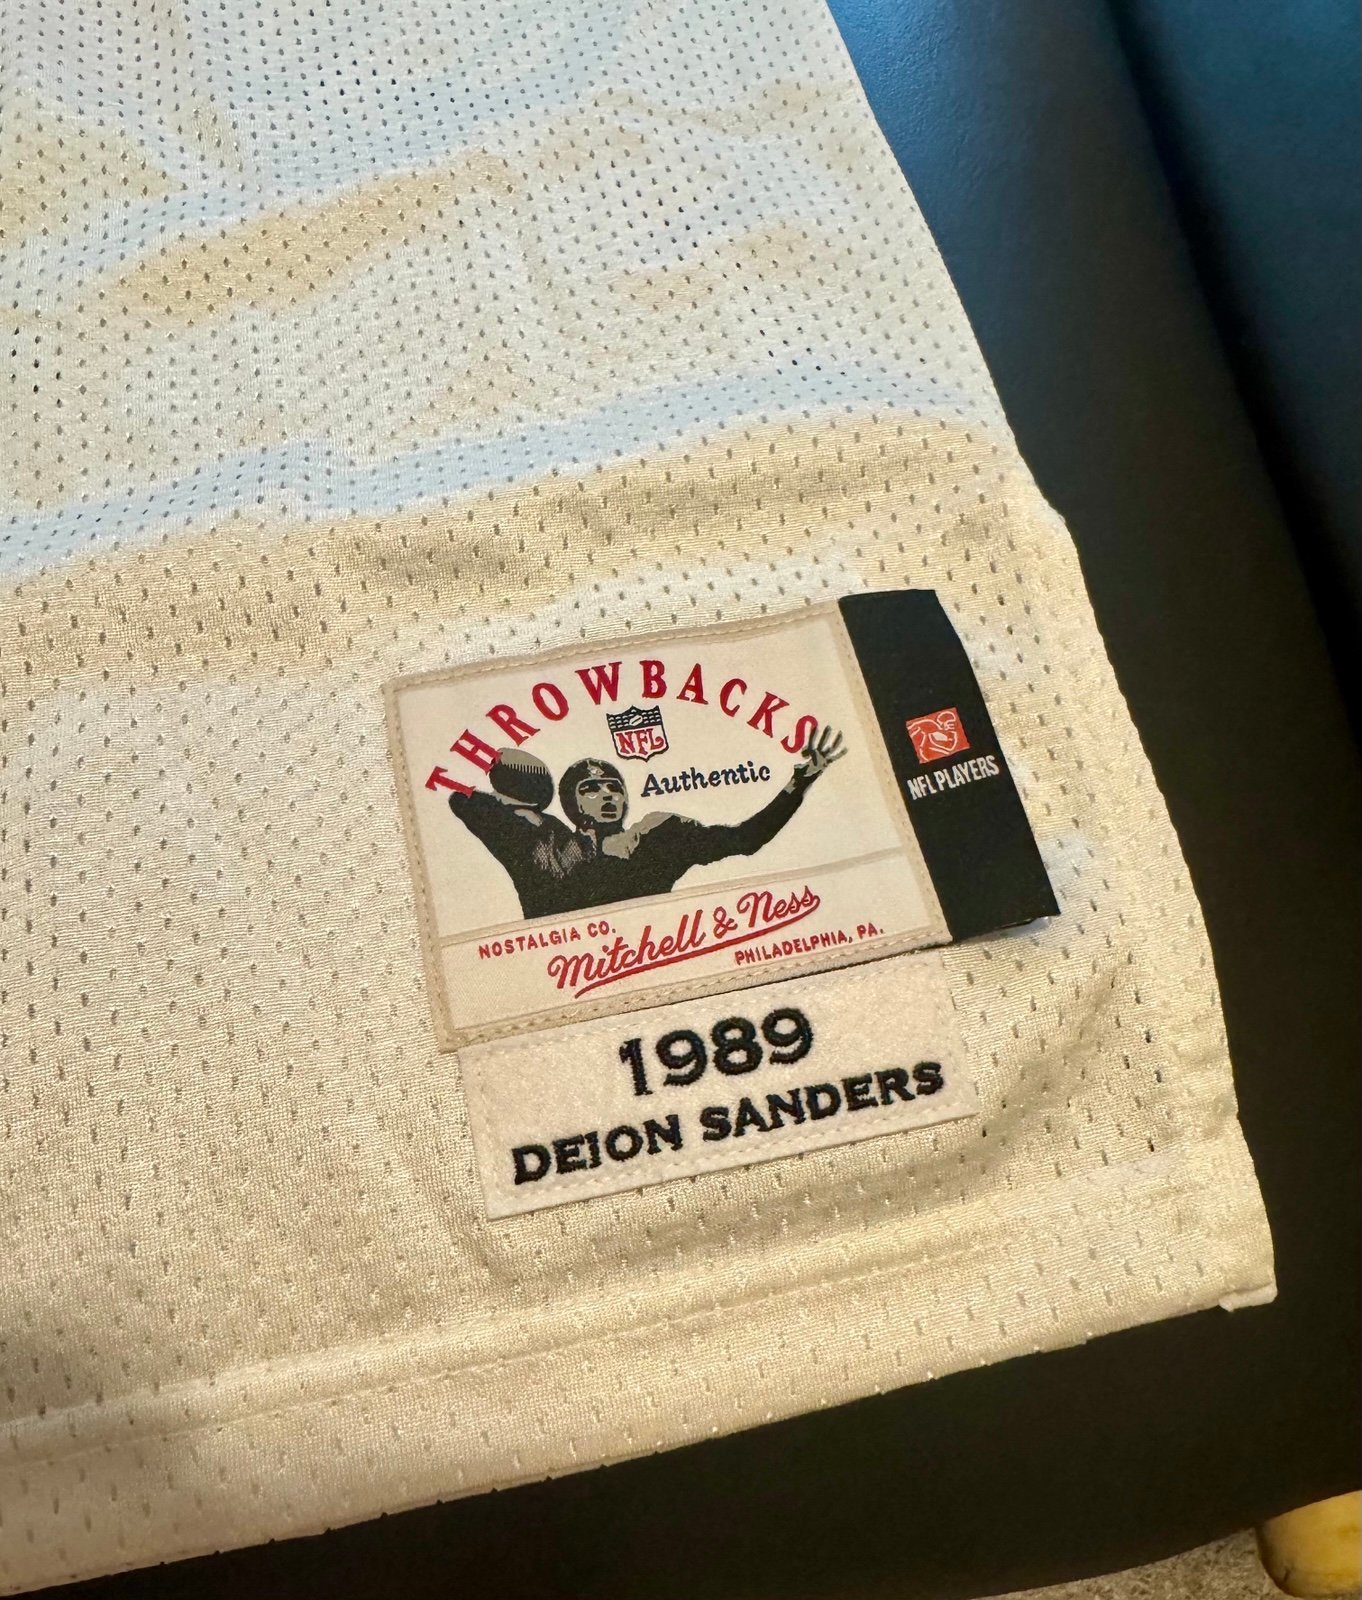 THROWBACKS
NFL
Authentic
NOSTALGIA CO.
Mitchell & Ness
PHILADELPHIA, PA.
NFL PLAYERS
1989
DEION SANDERS